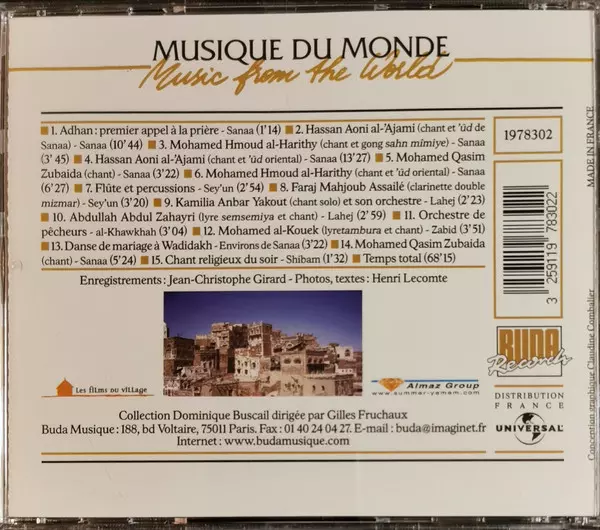 MUSIQUE DU MONDE
Music from the World
1. Adhan : premier appel à la prière - Sanaa (1'14) 2. Hassan Aoni al-'Ajami (chant et 'ûd de
Sanaa) - Sanaa (10'44) 3. Mohamed Hmoud al-Harithy (chant et gong sahn mîmiye) - Sanaa
(3' 45) 4. Hassan Aoni al-'Ajami (chant et 'ûd oriental) - Sanaa (13'27) 5. Mohamed Qasim
Zubaida (chant) - Sanaa (3'22) 6. Mohamed Hmoud al-Harithy (chant et 'ûd oriental) - Sanaa
(6'27) 7. Flûte et percussions - Sey'un (2'54) 8. Faraj Mahjoub Assailé (clarinette double
mizmar) - Sey'un (3'20) 9. Kamilia Anbar Yakout (chant solo) et son orchestre - Lahej (2'23)
10. Abdullah Abdul Zahayri (lyre semsemiya et chant) - Lahej (2'59) 11. Orchestre de
pêcheurs - al-Khawkhah (3'04) 12. Mohamed al-Kouek (lyretambura et chant) - Zabid (3'51)
13. Danse de mariage à Wadidakh - Environs de Sanaa (3'22) 14. Mohamed Qasim Zubaida
(chant) - Sanaa (5'24) 15. Chant religieux du soir - Shibam (1'32) Temps total (68'15)
Enregistrements : Jean-Christophe Girard - Photos, textes : Henri Lecomte
Les films du village
Almaz Group
www.summer-yemen.com
Collection Dominique Buscail dirigée par Gilles Fruchaux
Buda Musique : 188, bd Voltaire, 75011 Paris. Fax : 01 40 24 04 27. E-mail : buda@imaginet.fr
Internet : www.budamusique.com
1978302
3 259119 783022
BUDA
Records
DISTRIBUTION
FRANCE
UNIVERSAL
MADE IN FRANCE
Conception graphique Claudine Combalier